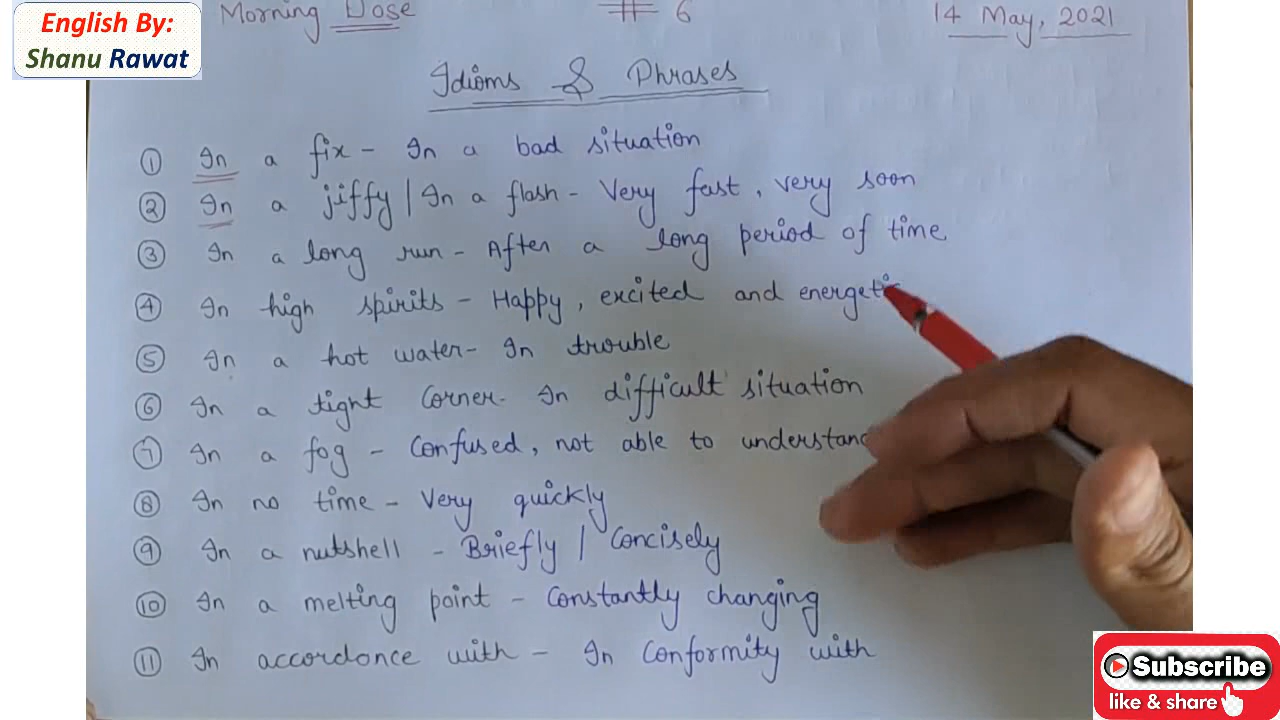 English By:
Shanu Rawat
Morning Dose # 6 14 May, 2021
Idioms & Phrases
① In a fix - In a bad situation
② In a jiffy / In a flash - Very fast, very soon
③ In a long run - After a long period of time
④ In high spirits - Happy, excited and energeti
⑤ In a hot water - In trouble
⑥ In a tight corner - In difficult situation
⑦ In a fog - Confused, not able to understand
⑧ In no time - Very quickly
⑨ In a nutshell - Briefly / Concisely
⑩ In a melting point - Constantly changing
⑪ In accordance with - In conformity with
Subscribe
like & share